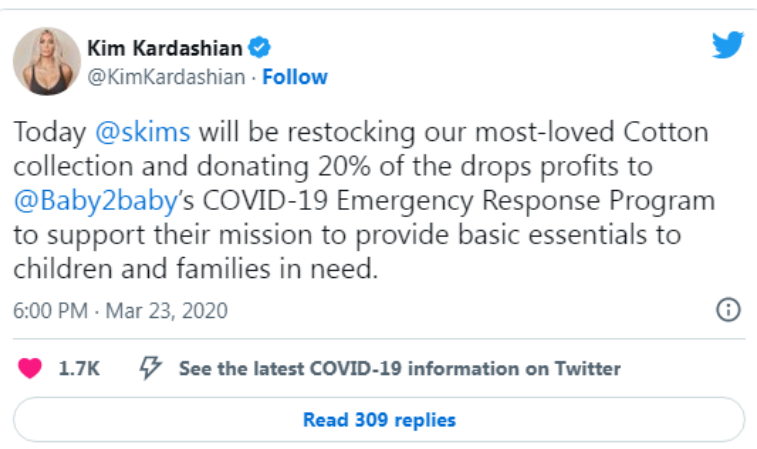 Kim Kardashian
@KimKardashian · Follow
Today @skims will be restocking our most-loved Cotton
collection and donating 20% of the drops profits to
@Baby2baby’s COVID-19 Emergency Response Program
to support their mission to provide basic essentials to
children and families in need.
6:00 PM · Mar 23, 2020
1.7K See the latest COVID-19 information on Twitter
Read 309 replies